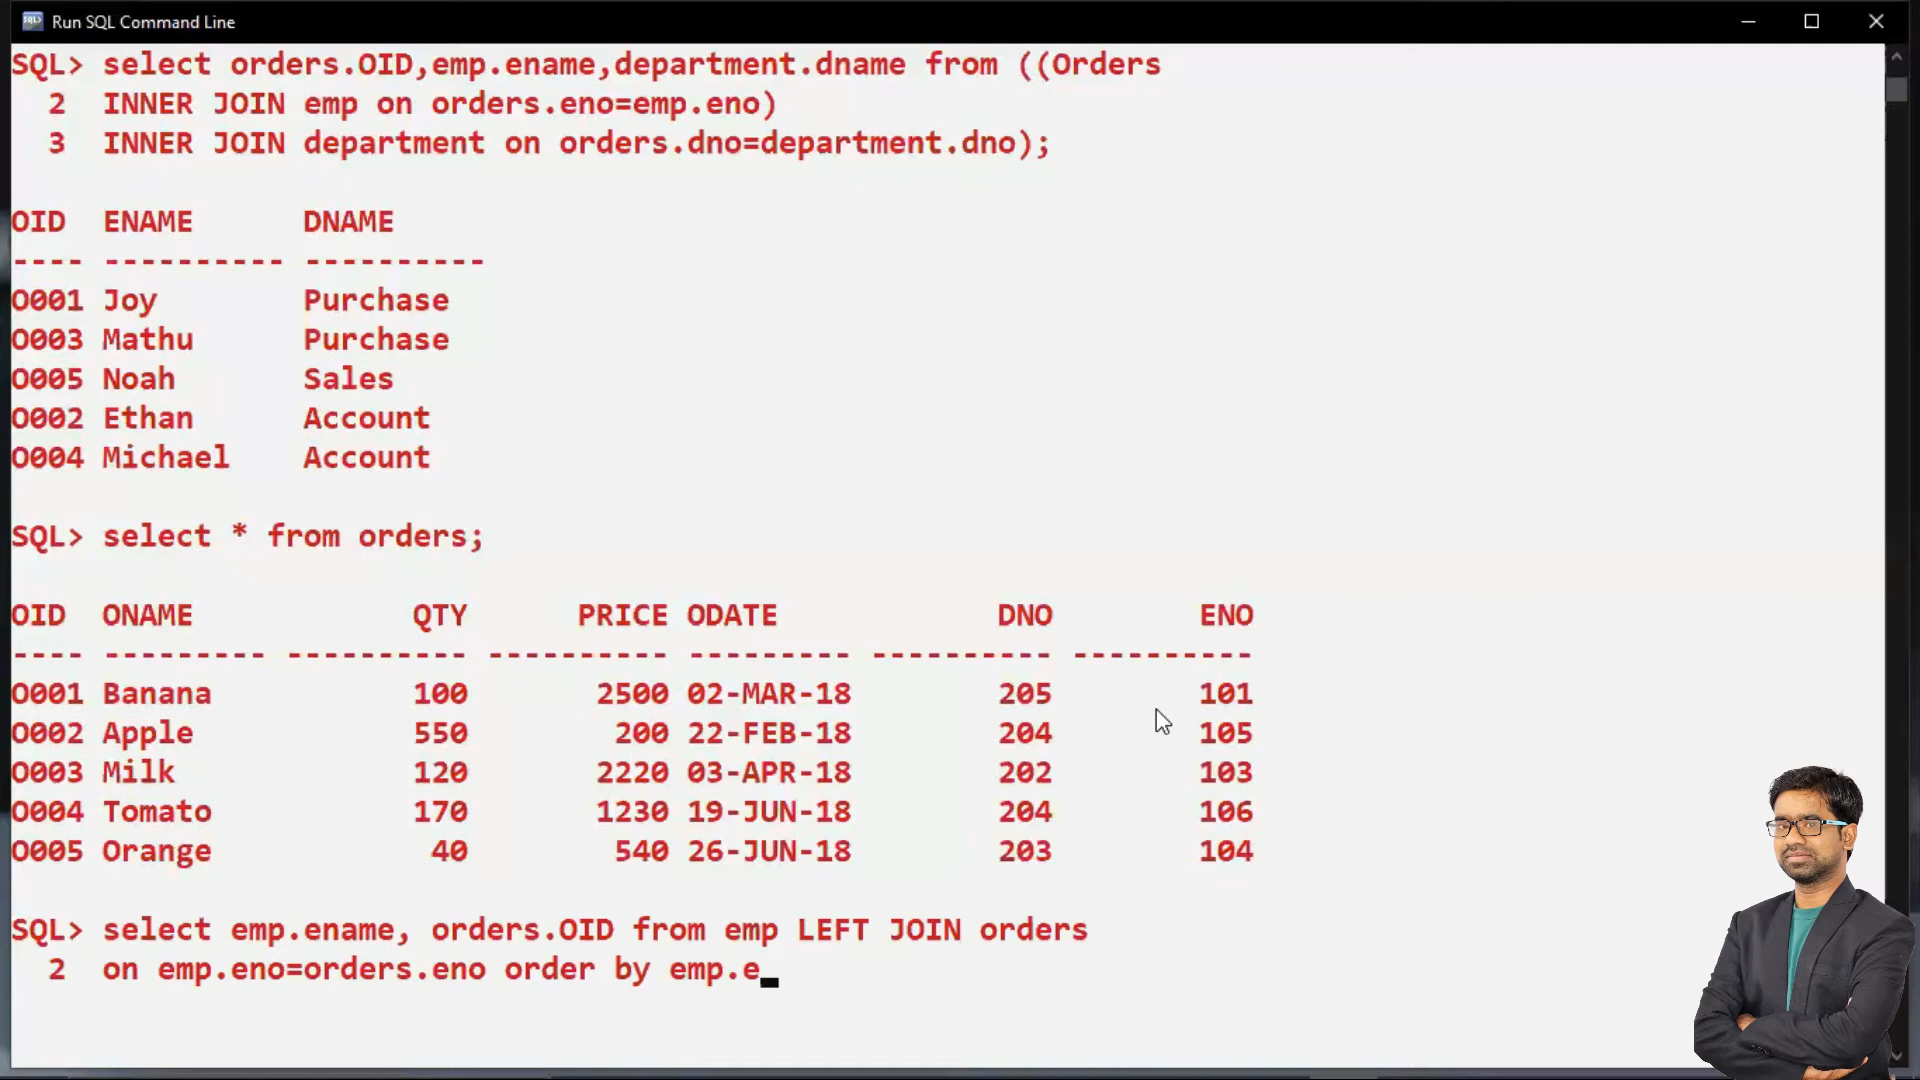 Run SQL Command Line
SQL> select orders.OID,emp.ename,department.dname from ((Orders
2 INNER JOIN emp on orders.eno=emp.eno)
3 INNER JOIN department on orders.dno=department.dno);
OID ENAME DNAME
---- ---------- ----------
O001 Joy Purchase
O003 Mathu Purchase
O005 Noah Sales
O002 Ethan Account
O004 Michael Account
SQL> select * from orders;
OID ONAME QTY PRICE ODATE DNO ENO
---- --------- ---------- ---------- --------- ---------- ----------
O001 Banana 100 2500 02-MAR-18 205 101
O002 Apple 550 200 22-FEB-18 204 105
O003 Milk 120 2220 03-APR-18 202 103
O004 Tomato 170 1230 19-JUN-18 204 106
O005 Orange 40 540 26-JUN-18 203 104
SQL> select emp.ename, orders.OID from emp LEFT JOIN orders
2 on emp.eno=orders.eno order by emp.e